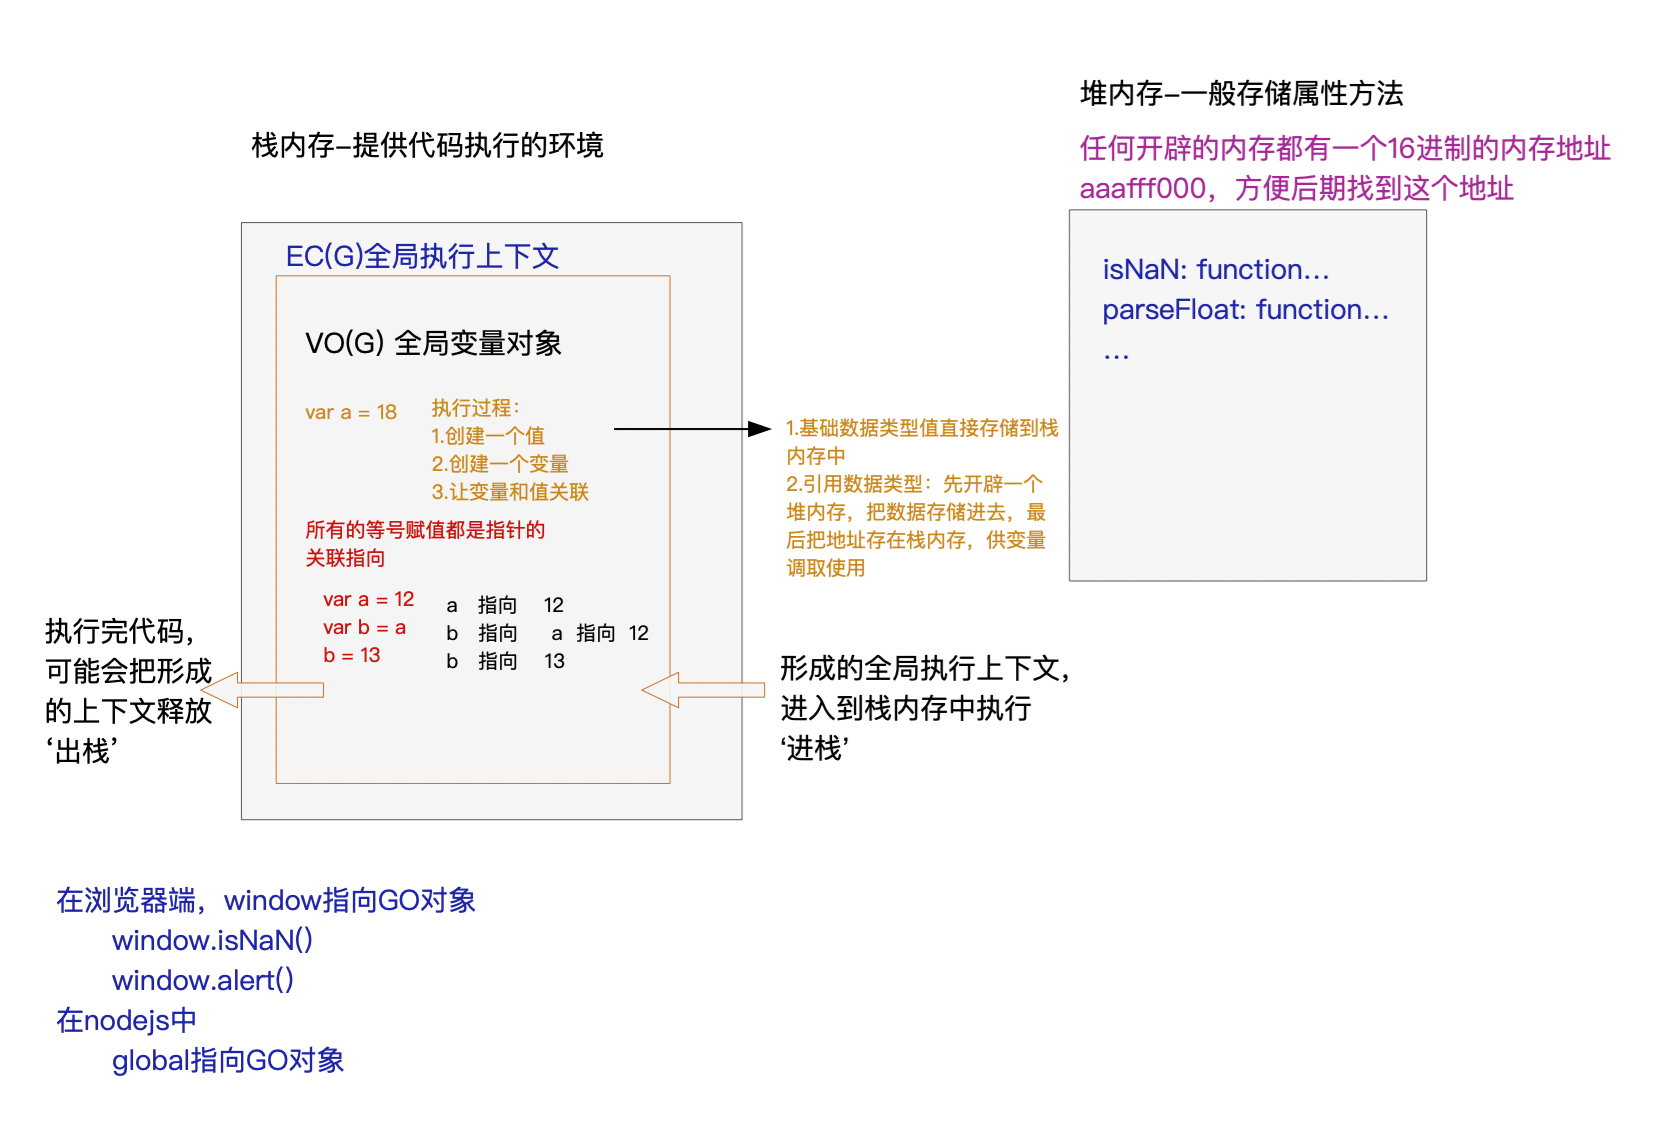 堆内存–一般存储属性方法
任何开辟的内存都有一个16进制的内存地址
aaafff000，方便后期找到这个地址
栈内存–提供代码执行的环境
EC(G)全局执行上下文
isNaN: function...
parseFloat: function...
...
VO(G) 全局变量对象
var a = 18
执行过程：
1.创建一个值
2.创建一个变量
3.让变量和值关联
1.基础数据类型值直接存储到栈
内存中
2.引用数据类型：先开辟一个
堆内存，把数据存储进去，最
后把地址存在栈内存，供变量
调取使用
所有的等号赋值都是指针的
关联指向
var a = 12
var b = a
b = 13
a 指向 12
b 指向 a 指向 12
b 指向 13
执行完代码，
可能会把形成
的上下文释放
‘出栈’
形成的全局执行上下文，
进入到栈内存中执行
‘进栈’
在浏览器端，window指向GO对象
window.isNaN()
window.alert()
在nodejs中
global指向GO对象